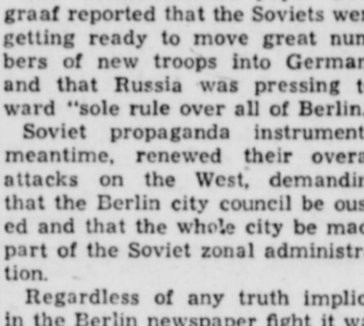 graaf reported that the Soviets wer
getting ready to move great num
bers of new troops into German
and that Russia was pressing t
ward "sole rule over all of Berlin.
Soviet propaganda instrument
meantime, renewed their overa
attacks on the West, demandin
that the Berlin city council be ous
ed and that the whole city be mad
part of the Soviet zonal administr
tion.
Regardless of any truth implic
in the Berlin newspaper fight it w